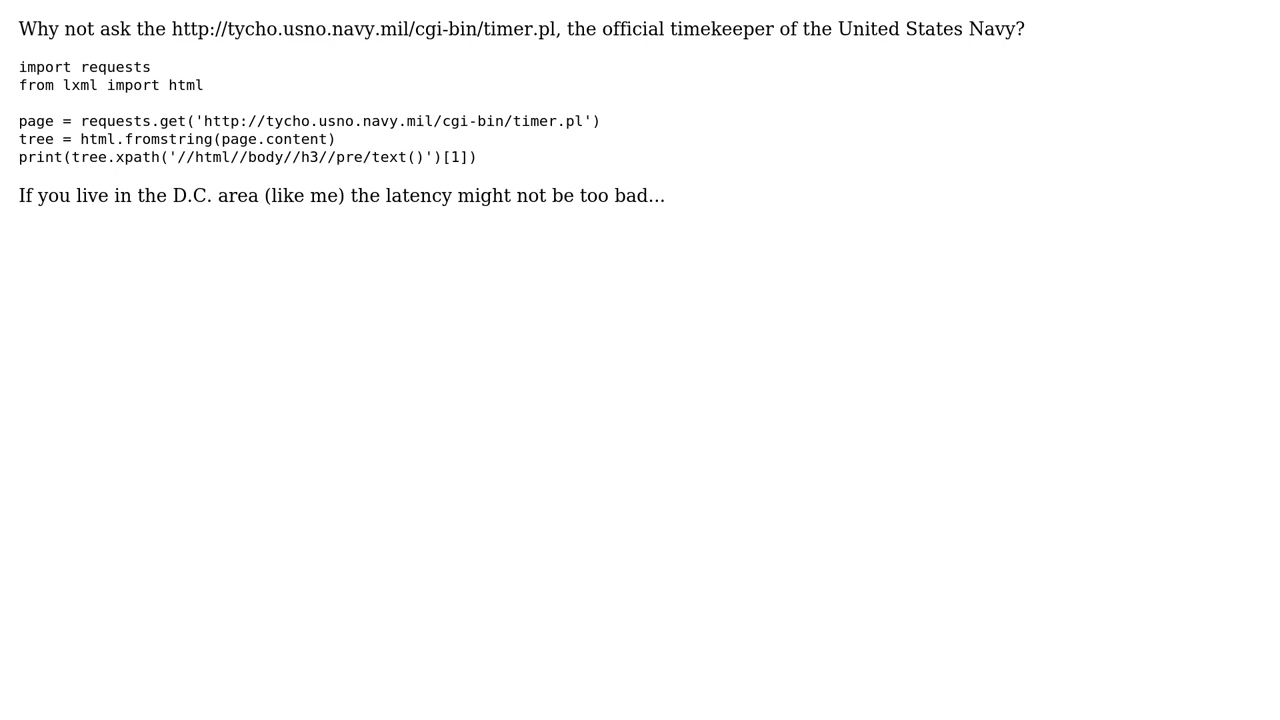 Why not ask the http://tycho.usno.navy.mil/cgi-bin/timer.pl, the official timekeeper of the United States Navy?
import requests
from lxml import html
page = requests.get('http://tycho.usno.navy.mil/cgi-bin/timer.pl')
tree = html.fromstring(page.content)
print(tree.xpath('//html//body//h3//pre/text()')[1])
If you live in the D.C. area (like me) the latency might not be too bad...